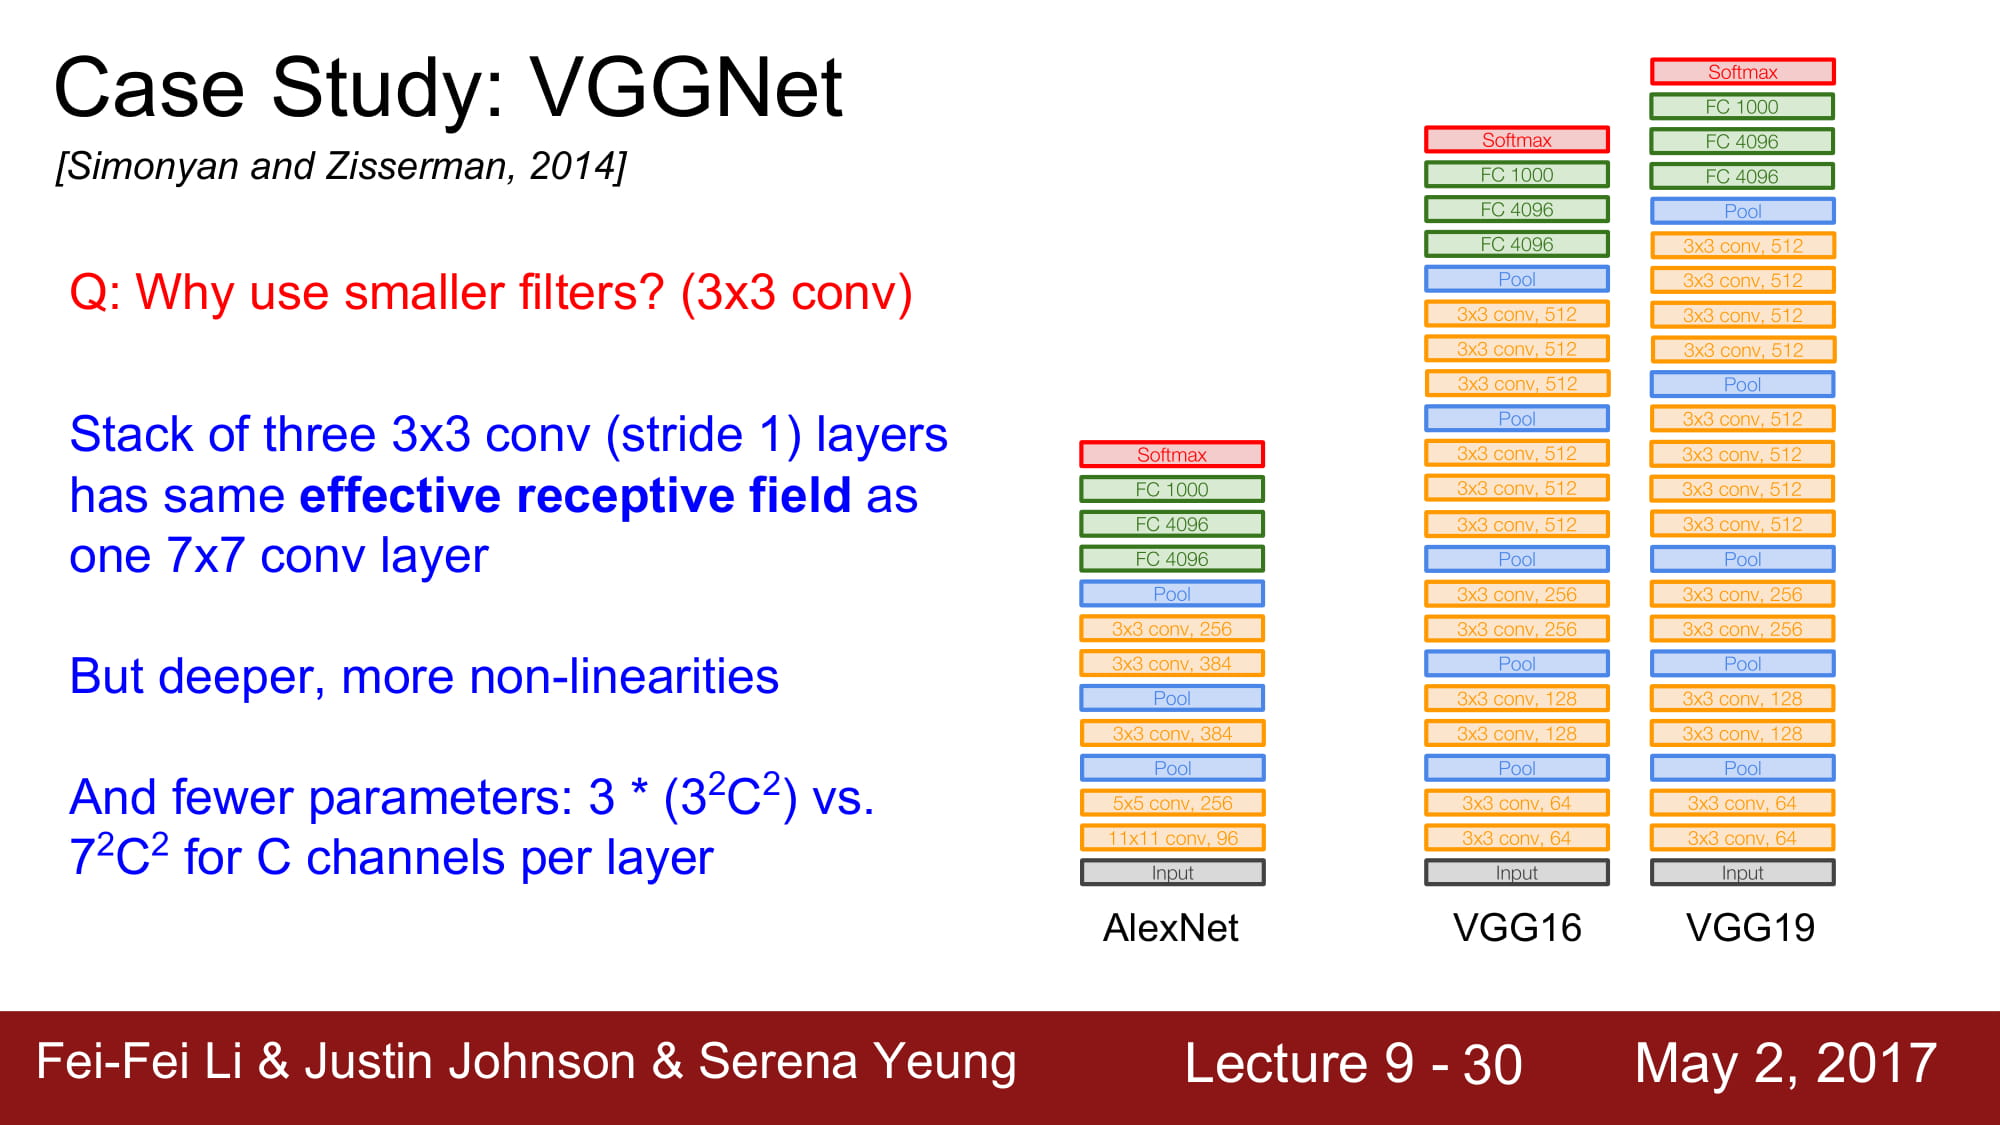 Case Study: VGGNet
[Simonyan and Zisserman, 2014]
Q: Why use smaller filters? (3x3 conv)
Stack of three 3x3 conv (stride 1) layers
has same effective receptive field as
one 7x7 conv layer
But deeper, more non-linearities
And fewer parameters: 3 * (3²C²) vs.
7²C² for C channels per layer
Softmax
FC 1000
FC 4096
FC 4096
Pool
3x3 conv, 256
3x3 conv, 384
Pool
3x3 conv, 384
Pool
5x5 conv, 256
11x11 conv, 96
Input
AlexNet
Softmax
FC 1000
FC 4096
FC 4096
Pool
3x3 conv, 512
3x3 conv, 512
3x3 conv, 512
Pool
3x3 conv, 512
3x3 conv, 512
3x3 conv, 512
Pool
3x3 conv, 256
3x3 conv, 256
Pool
3x3 conv, 128
3x3 conv, 128
Pool
3x3 conv, 64
3x3 conv, 64
Input
VGG16
Softmax
FC 1000
FC 4096
FC 4096
Pool
3x3 conv, 512
3x3 conv, 512
3x3 conv, 512
3x3 conv, 512
Pool
3x3 conv, 512
3x3 conv, 512
3x3 conv, 512
3x3 conv, 512
Pool
3x3 conv, 256
3x3 conv, 256
Pool
3x3 conv, 128
3x3 conv, 128
Pool
3x3 conv, 64
3x3 conv, 64
Input
VGG19
Fei-Fei Li & Justin Johnson & Serena Yeung
Lecture 9 - 30
May 2, 2017